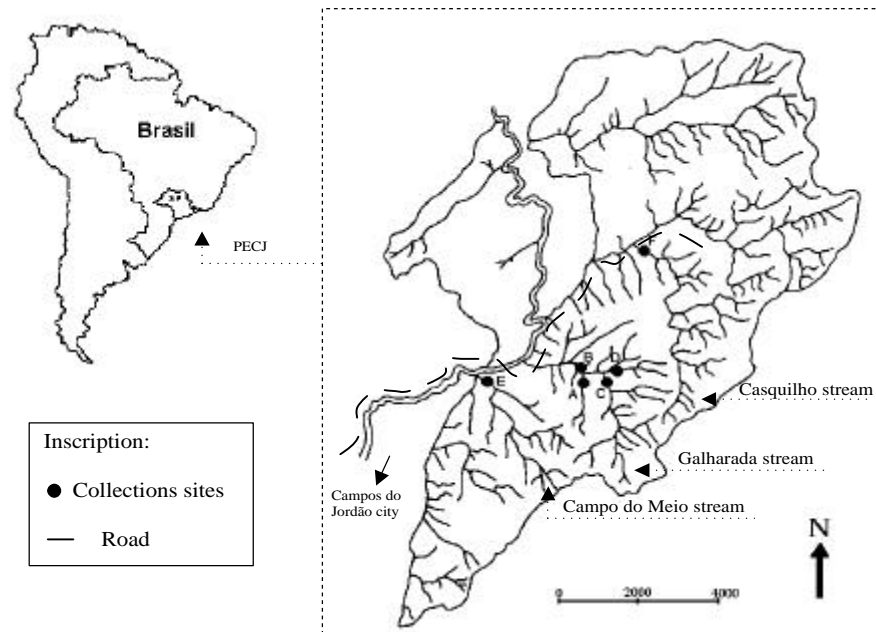 Brasil
S P
PECJ
Inscription:
Collections sites
Road
F
B
D
A
C
E
Casquilho stream
Galharada stream
Campo do Meio stream
Campos do
Jordão city
N
0 2000 4000